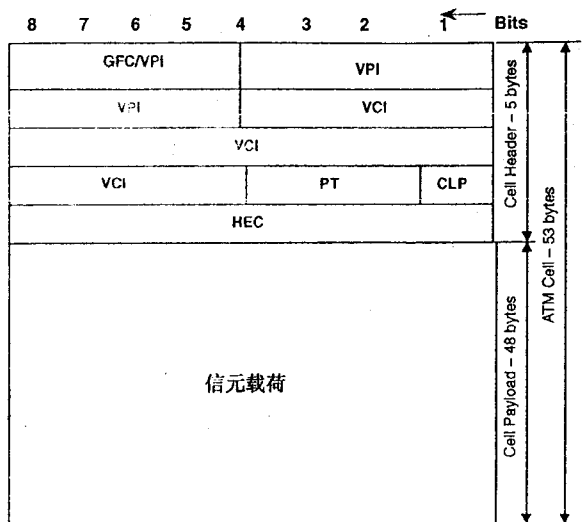 8 7 6 5 4 3 2 1 Bits
GFC/VPI VPI
VPI VCI
VCI
VCI PT CLP
HEC
信元载荷
Cell Header – 5 bytes
Cell Payload – 48 bytes
ATM Cell – 53 bytes